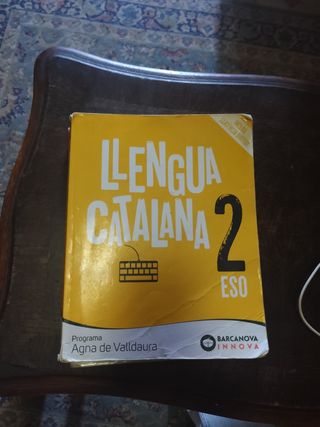 LLENGUA
CATALANA
2
ESO
Programa
Agna de Valldaura
BARCANOVA
INNOVA